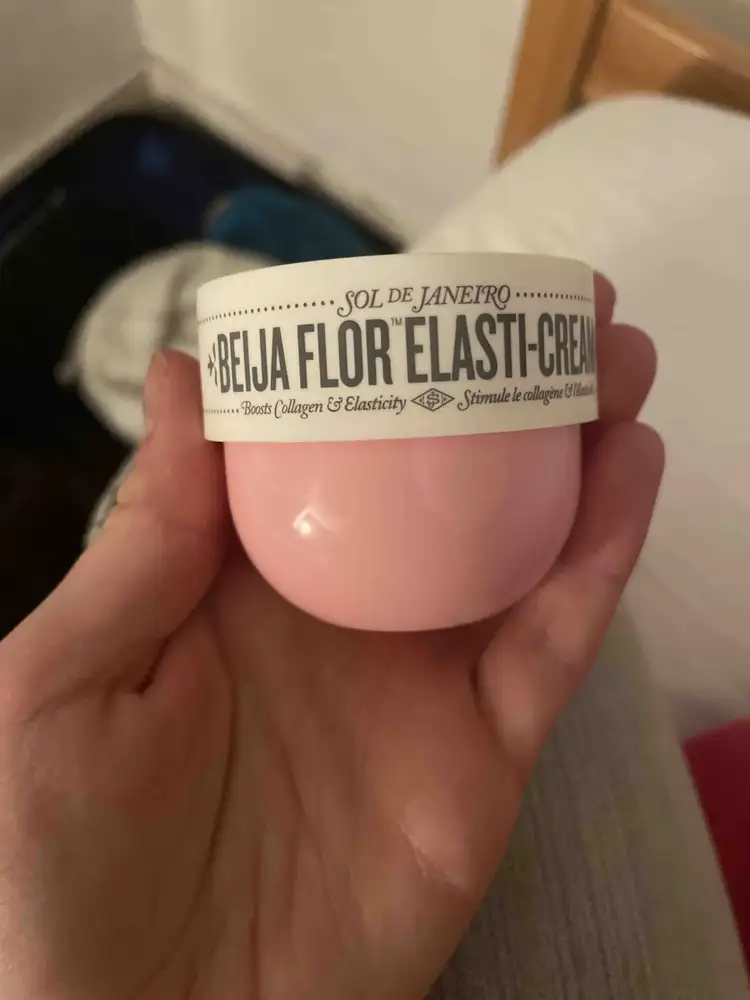 SOL DE JANEIRO
BEIJA FLOR™ ELASTI-CREAM
Boosts Collagen & Elasticity Stimule le collagène &